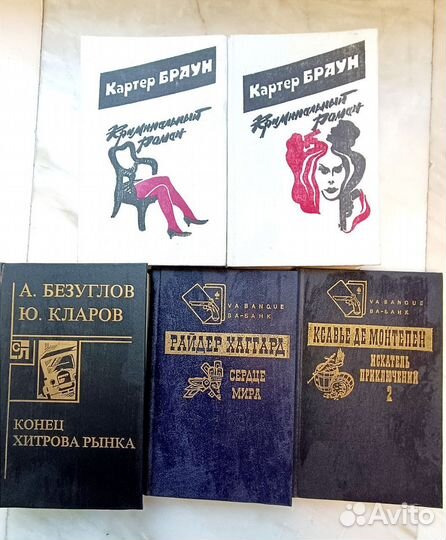 Картер БРАУН
Криминальный
роман
Картер БРАУН
Криминальный
роман
А. БЕЗУГЛОВ
Ю. КЛАРОВ
СЛ
КОНЕЦ
ХИТРОВА РЫНКА
VA BANQUE
ВА-БАНК
РАЙДЕР ХАГГАРД
СЕРДЦЕ
МИРА
VA BANQUE
ВА-БАНК
КСАВЬЕ ДЕ МОНТЕПЕН
ИСКАТЕЛЬ
ПРИКЛЮЧЕНИЙ
2
Avito